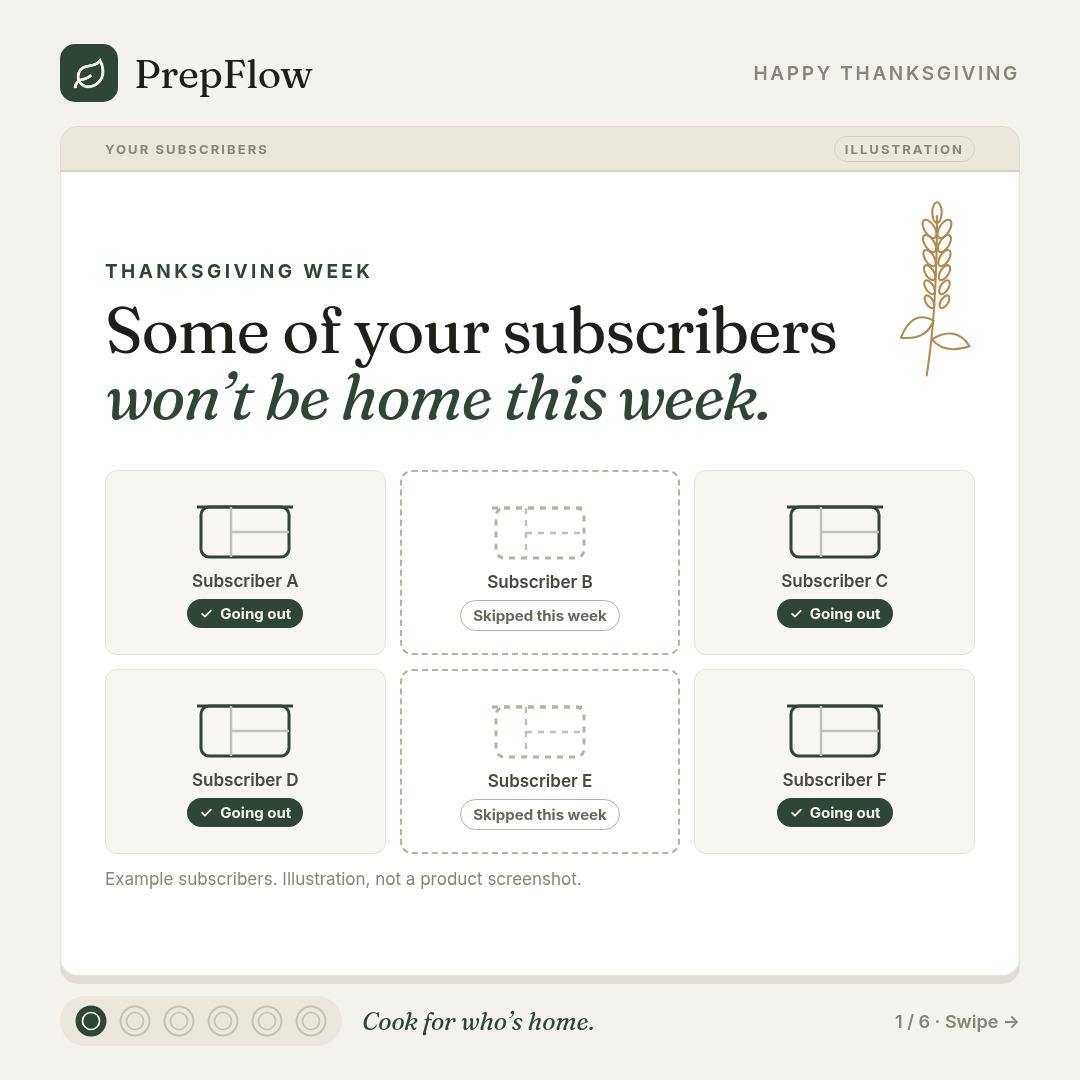 PrepFlow
HAPPY THANKSGIVING
YOUR SUBSCRIBERS
ILLUSTRATION
THANKSGIVING WEEK
Some of your subscribers
won’t be home this week.
Subscriber A
Going out
Subscriber B
Skipped this week
Subscriber C
Going out
Subscriber D
Going out
Subscriber E
Skipped this week
Subscriber F
Going out
Example subscribers. Illustration, not a product screenshot.
Cook for who’s home.
1 / 6 · Swipe →